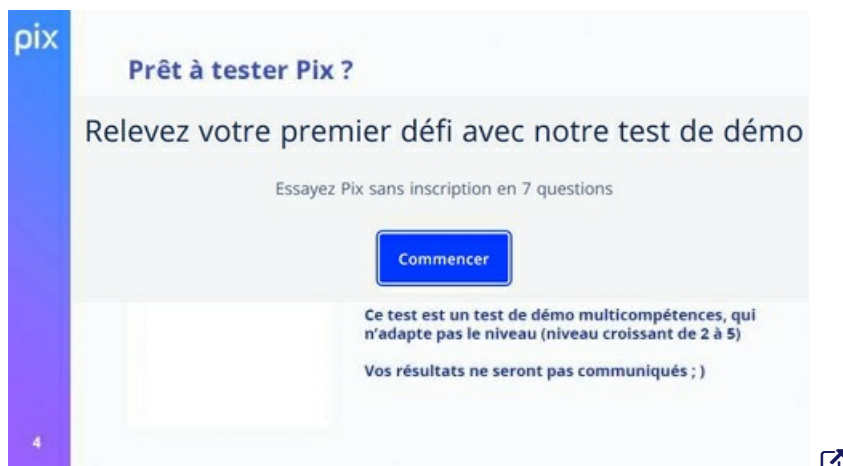 pix
Prêt à tester Pix ?
Relevez votre premier défi avec notre test de démo
Essayez Pix sans inscription en 7 questions
Commencer
Ce test est un test de démo multicompétences, qui
n'adapte pas le niveau (niveau croissant de 2 à 5)
Vos résultats ne seront pas communiqués ; )
4